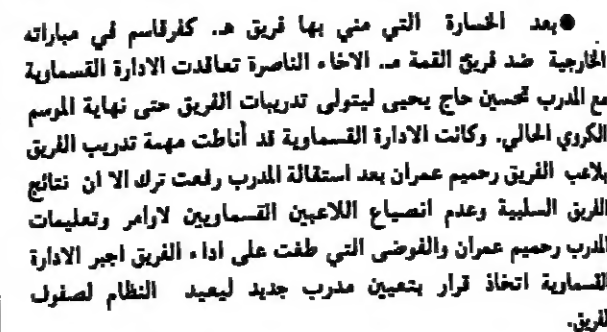 ●بعد الخسارة التي مني بها فريق هـ. كفرقاسم في مباراته
الخارجية ضد فريق القمة مـ. الاخاء الناصرة تعاقدت الادارة القسماوية
مع المدرب تحسين حاج يحيى ليتولى تدريبات الفريق حتى نهاية الموسم
الكروي الحالي. وكانت الادارة القسماوية قد أناطت مهمة تدريب الفريق
بلاعب الفريق رحميم عمران بعد استقالة المدرب رفعت ترك الا ان نتائج
الفريق السلبية وعدم انصياع اللاعبين القسماويين لاوامر وتعليمات
المدرب رحميم عمران والفوضى التي طفت على اداء الفريق اجبر الادارة
القسماوية اتخاذ قرار بتعيين مدرب جديد ليعيد النظام لصفوف
الفريق.